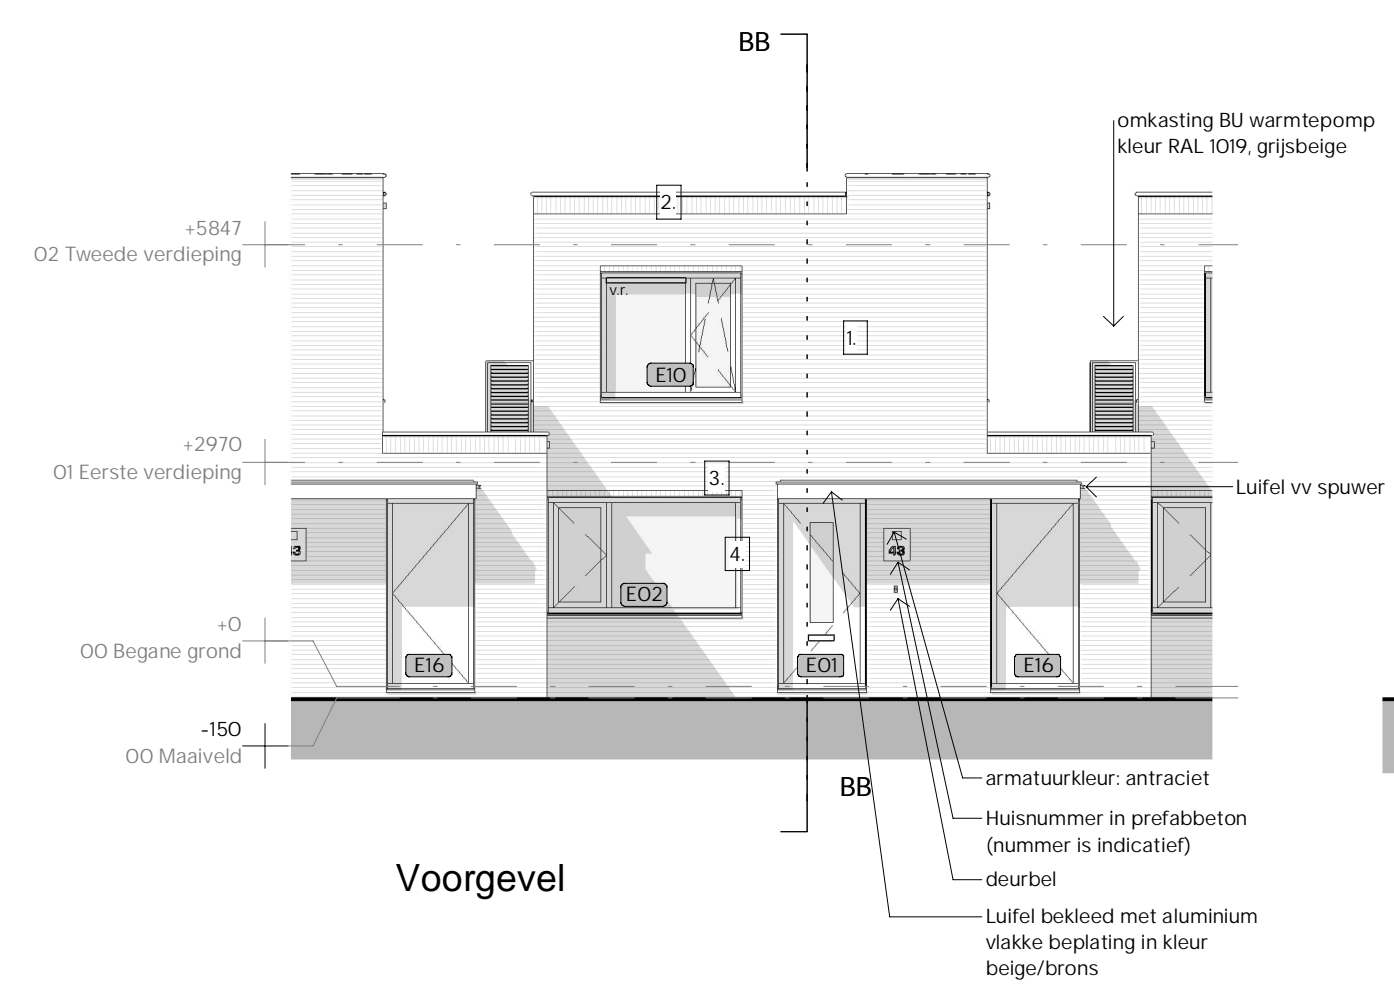 BB
omkasting BU warmtepomp
kleur RAL 1019, grijsbeige
2.
+5847
02 Tweede verdieping
v.r.
1.
E10
+2970
01 Eerste verdieping
3.
Luifel vv spuwer
43
43
4.
E02
+0
00 Begane grond
E16
E01
E16
-150
00 Maaiveld
armatuurkleur: antraciet
BB
Huisnummer in prefabbeton
(nummer is indicatief)
Voorgevel
deurbel
Luifel bekleed met aluminium
vlakke beplating in kleur
beige/brons